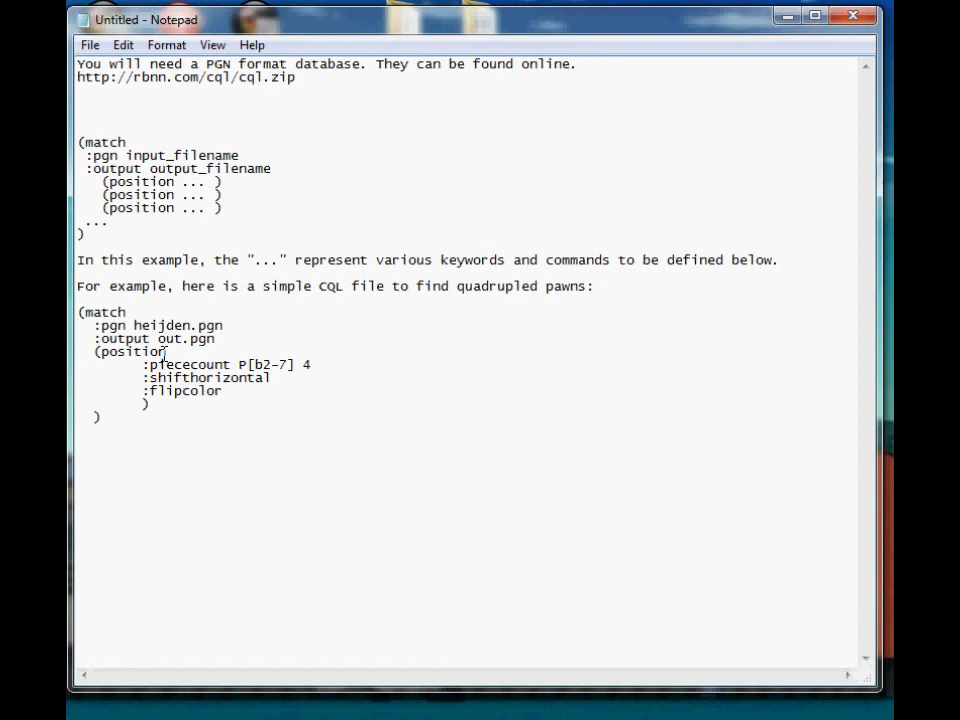 Untitled - Notepad
File Edit Format View Help
You will need a PGN format database. They can be found online.
http://rbnn.com/cql/cql.zip
(match
:pgn input_filename
:output output_filename
(position ... )
(position ... )
(position ... )
...
)
In this example, the "..." represent various keywords and commands to be defined below.
For example, here is a simple CQL file to find quadrupled pawns:
(match
:pgn heijden.pgn
:output out.pgn
(position
:piececount P[b2-7] 4
:shifthorizontal
:flipcolor
)
)